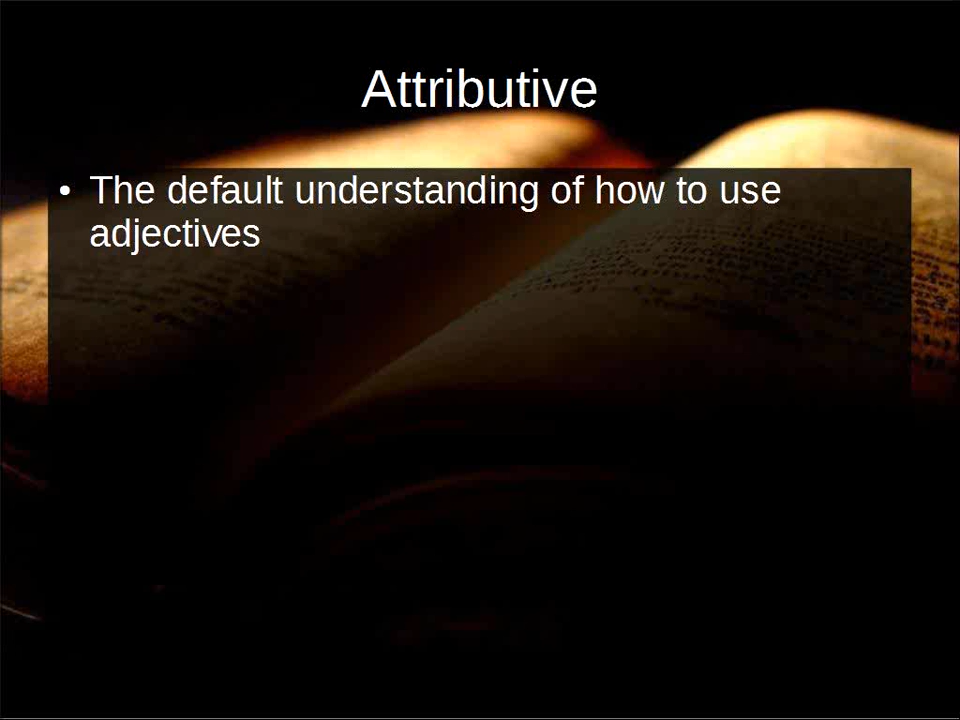 Attributive
• The default understanding of how to use
adjectives